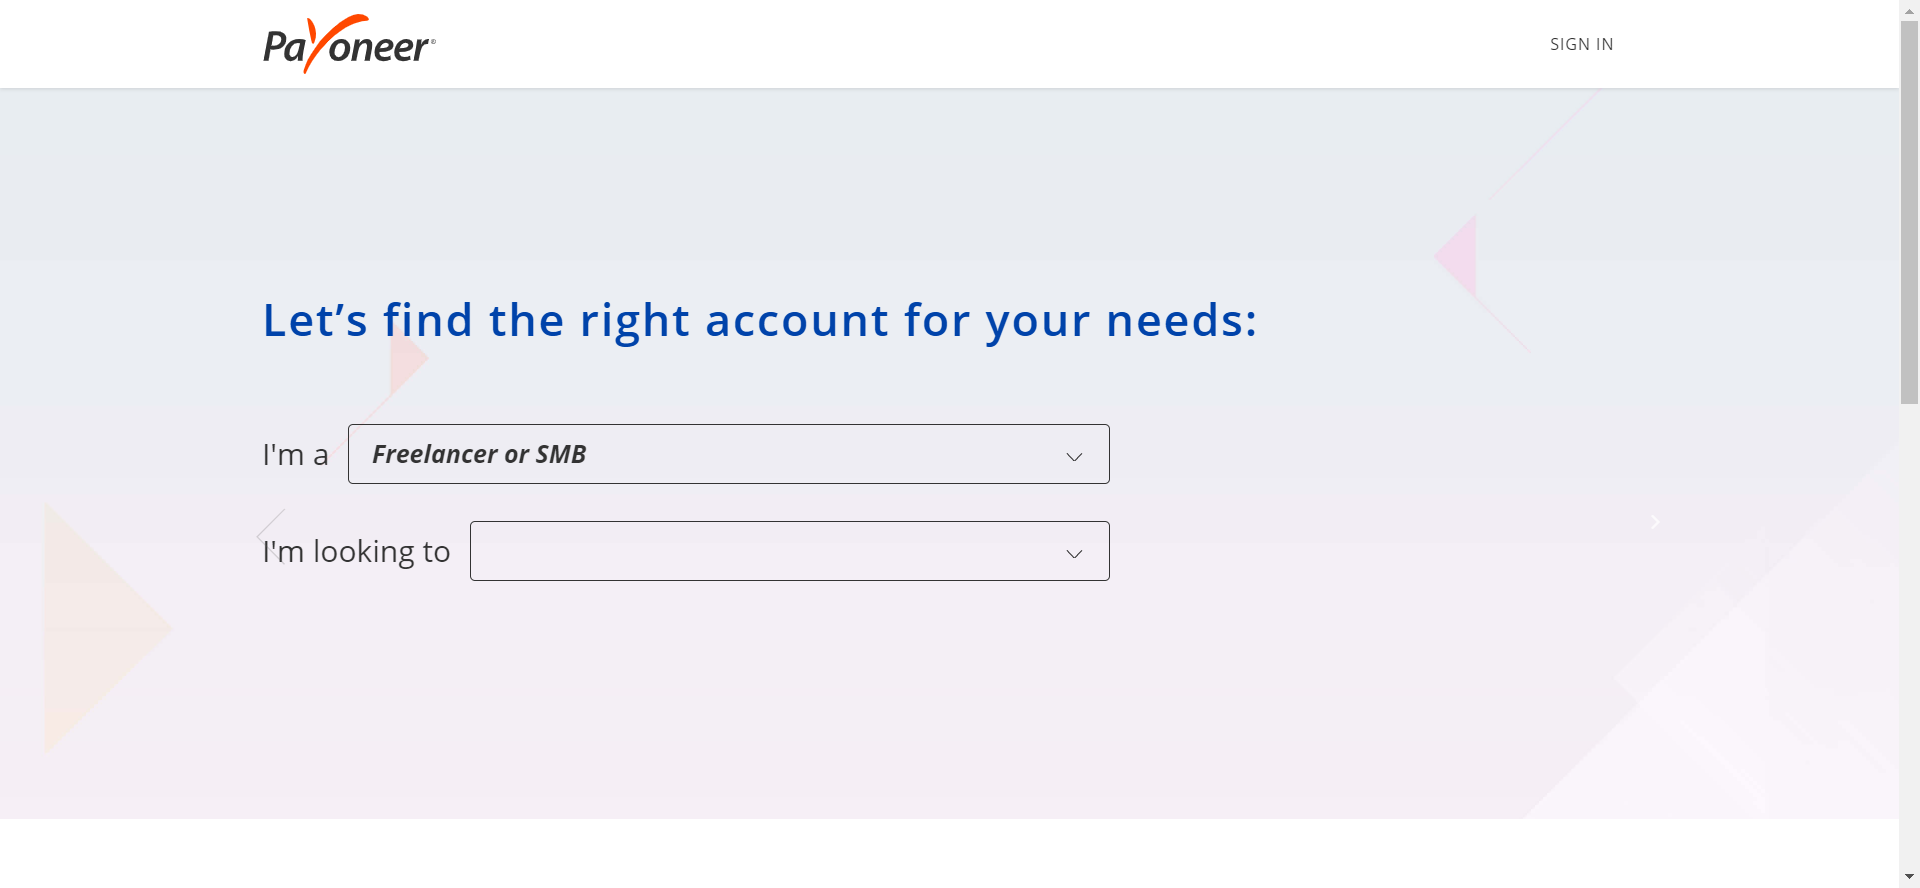 Payoneer®
SIGN IN
Let’s find the right account for your needs:
I'm a Freelancer or SMB
I'm looking to